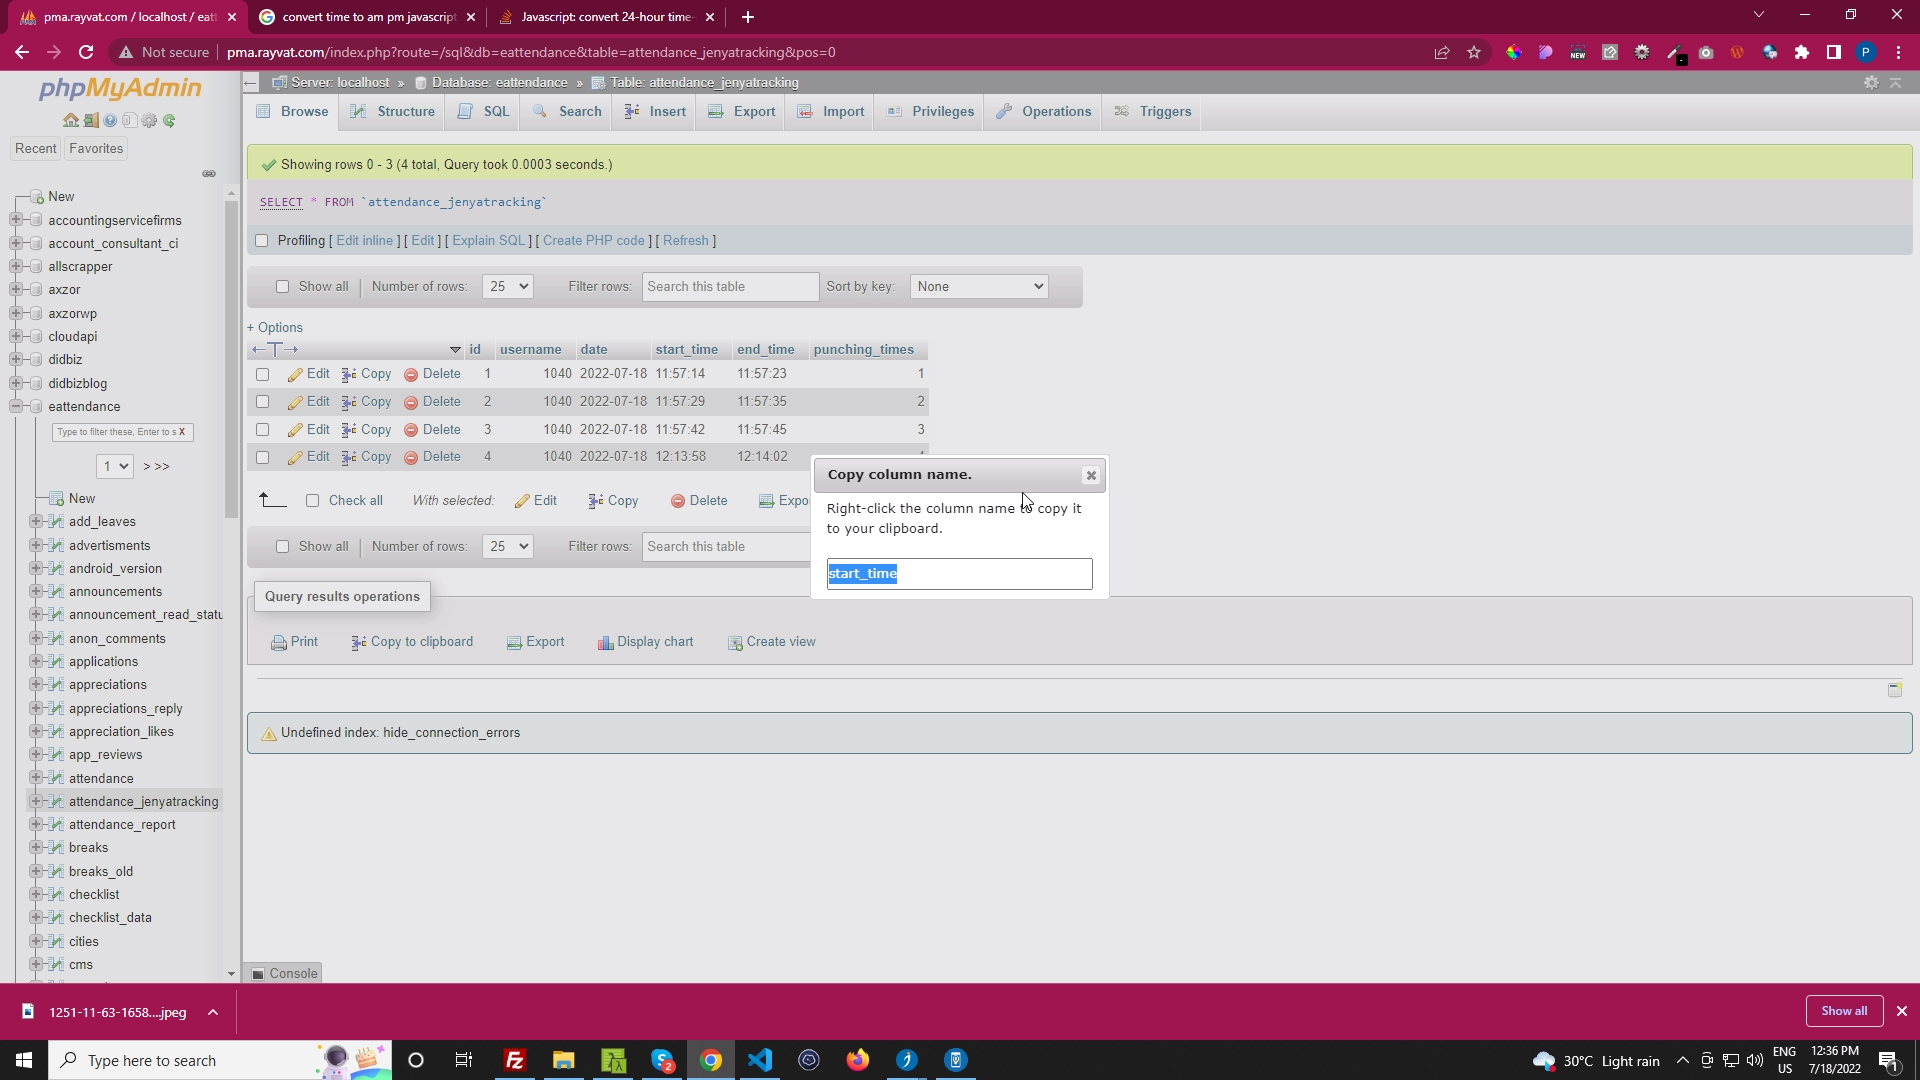 pma.rayvat.com / localhost / eatt
convert time to am pm javascript
Javascript: convert 24-hour time-
Not secure
pma.rayvat.com/index.php?route=/sql&db=eattendance&table=attendance_jenyatracking&pos=0
NEW
P
phpMyAdmin
Recent
Favorites
New
accountingservicefirms
account_consultant_ci
allscrapper
axzor
axzorwp
cloudapi
didbiz
didbizblog
eattendance
Type to filter these, Enter to s X
1
> >>
New
add_leaves
advertisments
android_version
announcements
announcement_read_statu
anon_comments
applications
appreciations
appreciations_reply
appreciation_likes
app_reviews
attendance
attendance_jenyatracking
attendance_report
breaks
breaks_old
checklist
checklist_data
cities
cms
Server: localhost » Database: eattendance » Table: attendance_jenyatracking
Browse Structure SQL Search Insert Export Import Privileges Operations Triggers
Showing rows 0 - 3 (4 total, Query took 0.0003 seconds.)
SELECT * FROM `attendance_jenyatracking`
Profiling [ Edit inline ] [ Edit ] [ Explain SQL ] [ Create PHP code ] [ Refresh ]
Show all Number of rows: 25 Filter rows: Search this table Sort by key: None
+ Options
←T→ id username date start_time end_time punching_times
Edit Copy Delete 1 1040 2022-07-18 11:57:14 11:57:23 1
Edit Copy Delete 2 1040 2022-07-18 11:57:29 11:57:35 2
Edit Copy Delete 3 1040 2022-07-18 11:57:42 11:57:45 3
Edit Copy Delete 4 1040 2022-07-18 12:13:58 12:14:02
Check all With selected: Edit Copy Delete Expo
Show all Number of rows: 25 Filter rows: Search this table
Copy column name.
Right-click the column name to copy it
to your clipboard.
start_time
Query results operations
Print Copy to clipboard Export Display chart Create view
Undefined index: hide_connection_errors
Console
1251-11-63-1658....jpeg
Show all
Type here to search
2
30°C Light rain
ENG
US
12:36 PM
7/18/2022
1